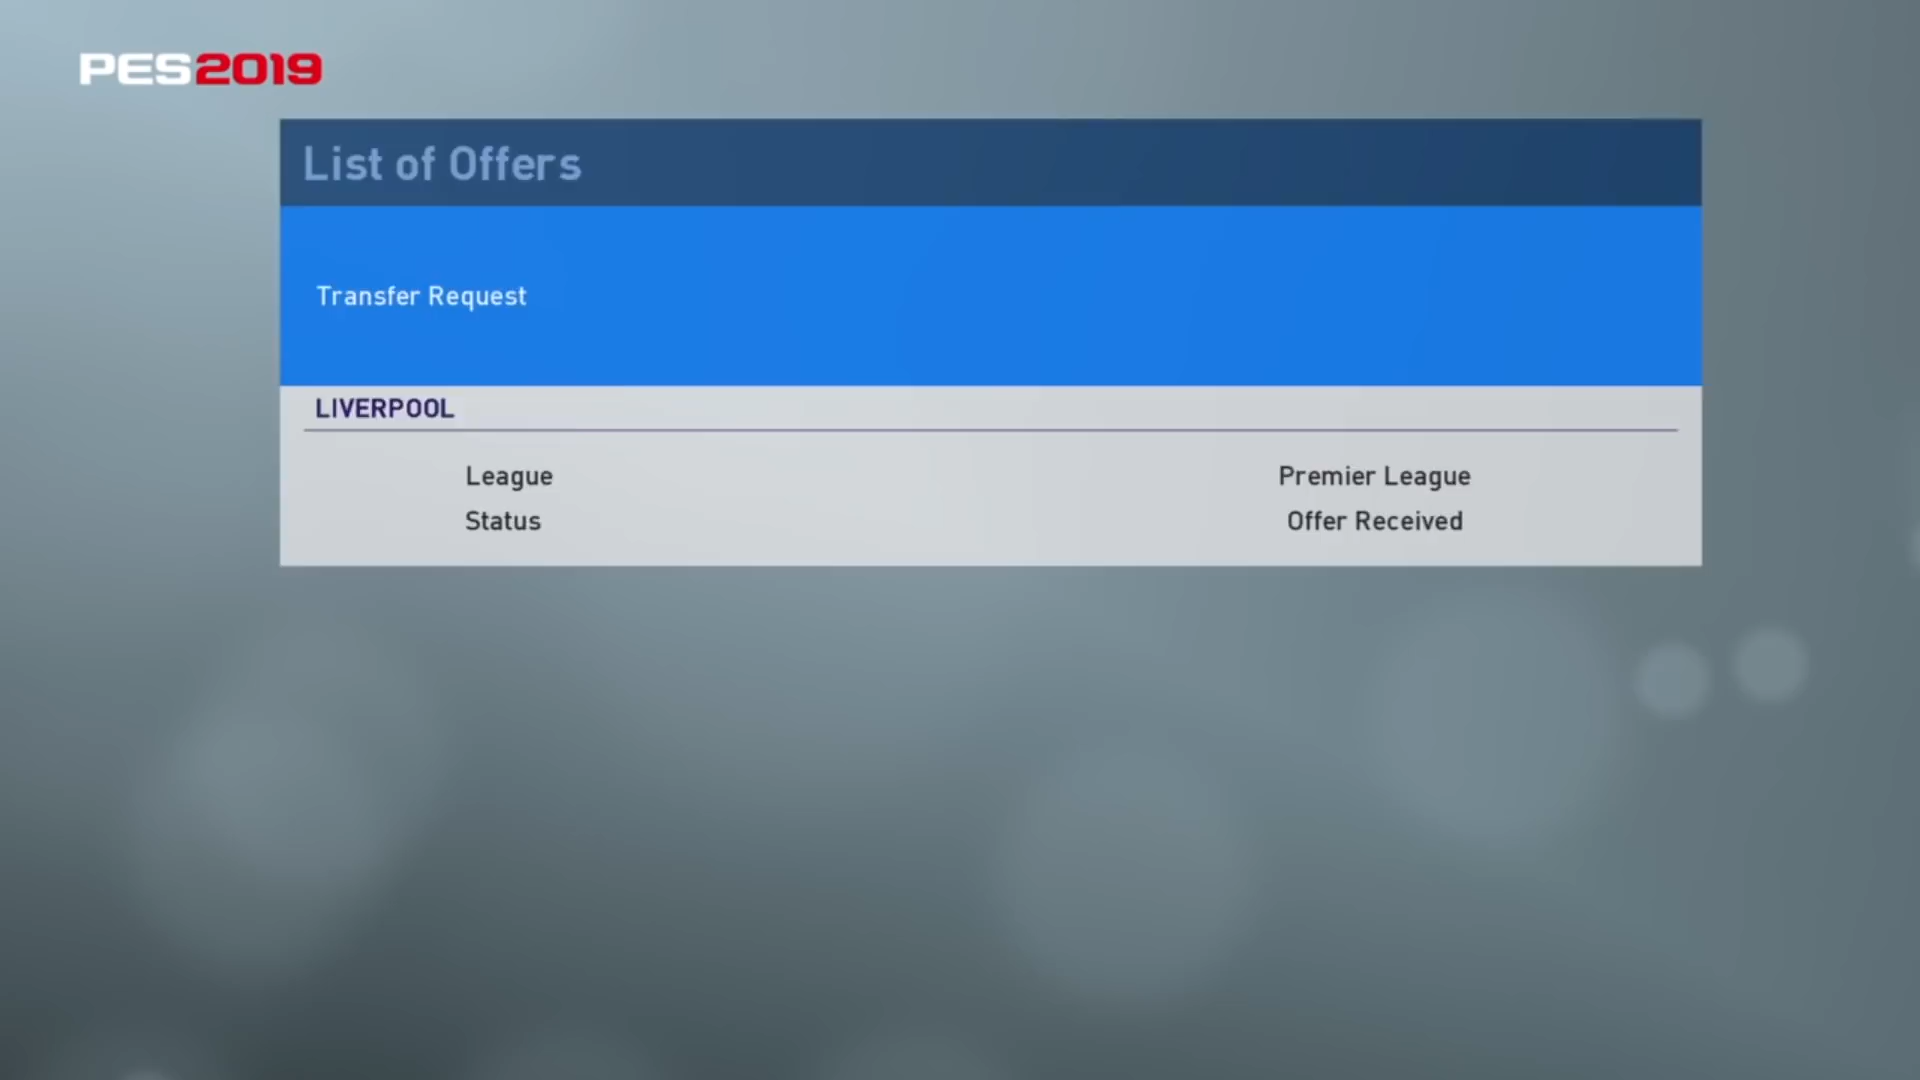 PES2019
List of Offers
Transfer Request
LIVERPOOL
League Premier League
Status Offer Received